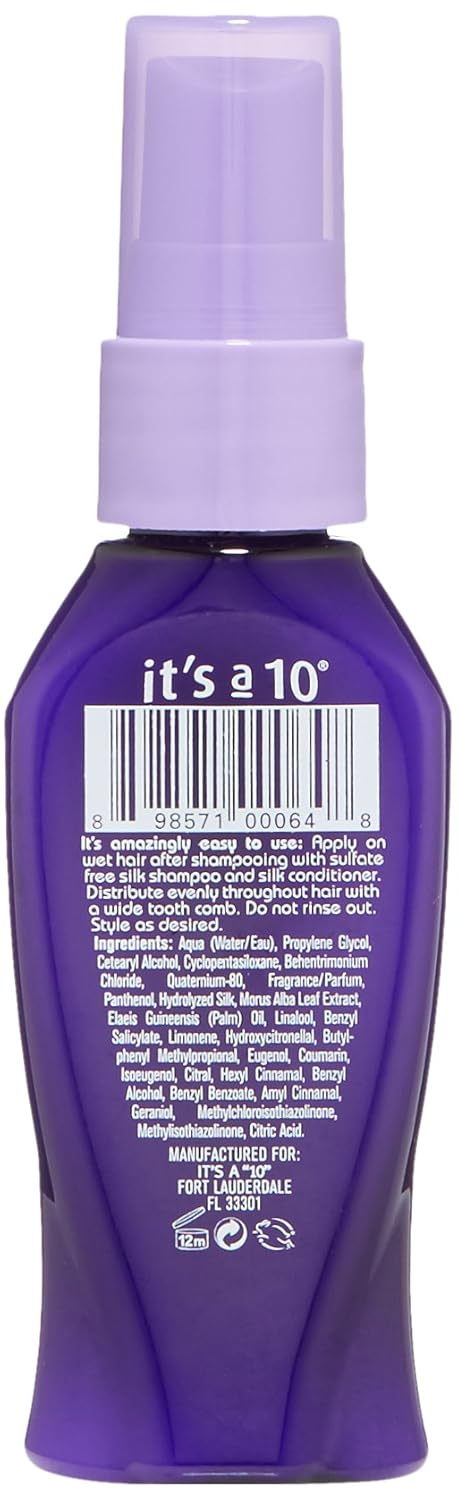 it's a 10®
8 98571 00064 8
It's amazingly easy to use: Apply on
wet hair after shampooing with sulfate
free silk shampoo and silk conditioner.
Distribute evenly throughout hair with
a wide tooth comb. Do not rinse out.
Style as desired.
Ingredients: Aqua (Water/Eau), Propylene Glycol,
Cetearyl Alcohol, Cyclopentasiloxane, Behentrimonium
Chloride, Quaternium-80, Fragrance/Parfum,
Panthenol, Hydrolyzed Silk, Morus Alba Leaf Extract,
Elaeis Guineensis (Palm) Oil, Linalool, Benzyl
Salicylate, Limonene, Hydroxycitronellal, Butyl-
phenyl Methylpropional, Eugenol, Coumarin,
Isoeugenol, Citral, Hexyl Cinnamal, Benzyl
Alcohol, Benzyl Benzoate, Amyl Cinnamal,
Geraniol, Methylchloroisothiazolinone,
Methylisothiazolinone, Citric Acid.
MANUFACTURED FOR:
IT'S A "10"
FORT LAUDERDALE
FL 33301
12m